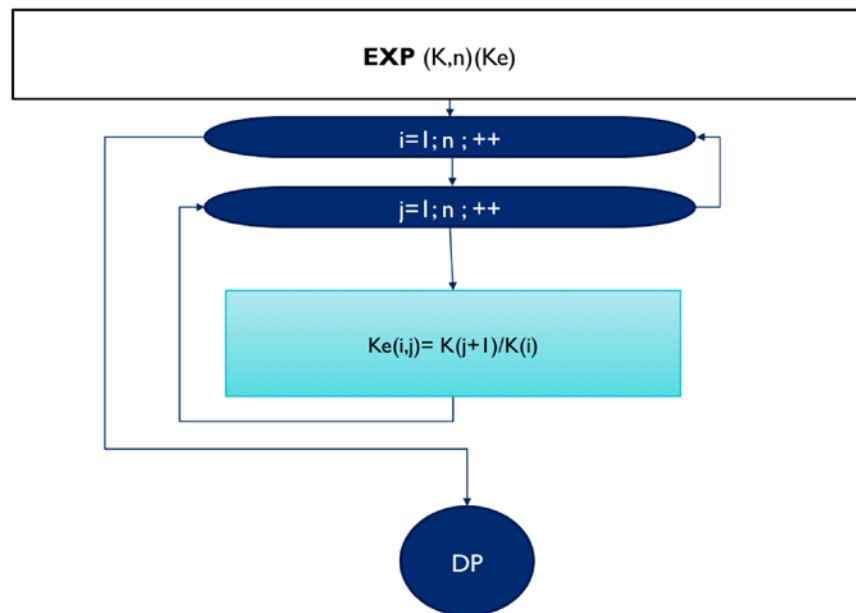 EXP (K,n)(Ke)
i=1; n ; ++
j=1; n ; ++
Ke(i,j)= K(j+1)/K(i)
DP